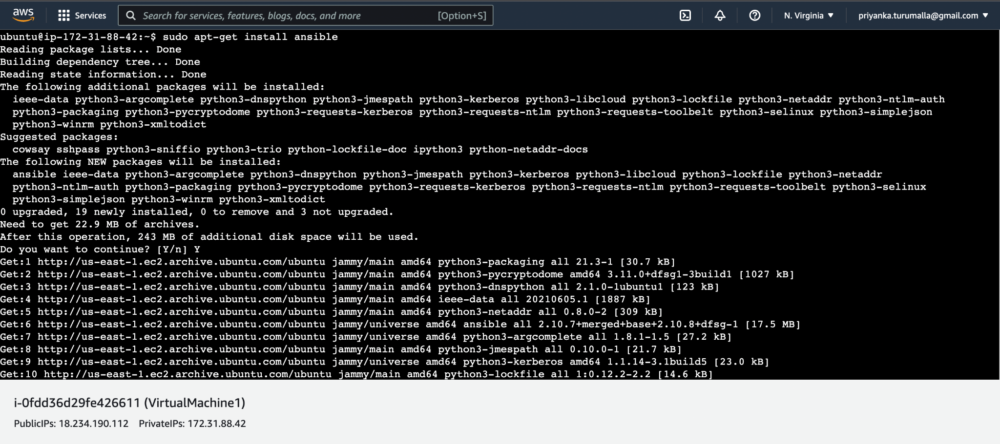 aws Services Search for services, features, blogs, docs, and more [Option+S] N. Virginia ▼ priyanka.turumalla@gmail.com ▼
ubuntu@ip-172-31-88-42:~$ sudo apt-get install ansible
Reading package lists... Done
Building dependency tree... Done
Reading state information... Done
The following additional packages will be installed:
  ieee-data python3-argcomplete python3-dnspython python3-jmespath python3-kerberos python3-libcloud python3-lockfile python3-netaddr python3-ntlm-auth
  python3-packaging python3-pycryptodome python3-requests-kerberos python3-requests-ntlm python3-requests-toolbelt python3-selinux python3-simplejson
  python3-winrm python3-xmltodict
Suggested packages:
  cowsay sshpass python3-sniffio python3-trio python-lockfile-doc ipython3 python-netaddr-docs
The following NEW packages will be installed:
  ansible ieee-data python3-argcomplete python3-dnspython python3-jmespath python3-kerberos python3-libcloud python3-lockfile python3-netaddr
  python3-ntlm-auth python3-packaging python3-pycryptodome python3-requests-kerberos python3-requests-ntlm python3-requests-toolbelt python3-selinux
  python3-simplejson python3-winrm python3-xmltodict
0 upgraded, 19 newly installed, 0 to remove and 3 not upgraded.
Need to get 22.9 MB of archives.
After this operation, 243 MB of additional disk space will be used.
Do you want to continue? [Y/n] Y
Get:1 http://us-east-1.ec2.archive.ubuntu.com/ubuntu jammy/main amd64 python3-packaging all 21.3-1 [30.7 kB]
Get:2 http://us-east-1.ec2.archive.ubuntu.com/ubuntu jammy/main amd64 python3-pycryptodome amd64 3.11.0+dfsg1-3build1 [1027 kB]
Get:3 http://us-east-1.ec2.archive.ubuntu.com/ubuntu jammy/main amd64 python3-dnspython all 2.1.0-1ubuntu1 [123 kB]
Get:4 http://us-east-1.ec2.archive.ubuntu.com/ubuntu jammy/main amd64 ieee-data all 20210605.1 [1887 kB]
Get:5 http://us-east-1.ec2.archive.ubuntu.com/ubuntu jammy/main amd64 python3-netaddr all 0.8.0-2 [309 kB]
Get:6 http://us-east-1.ec2.archive.ubuntu.com/ubuntu jammy/universe amd64 ansible all 2.10.7+merged+base+2.10.8+dfsg-1 [17.5 MB]
Get:7 http://us-east-1.ec2.archive.ubuntu.com/ubuntu jammy/universe amd64 python3-argcomplete all 1.8.1-1.5 [27.2 kB]
Get:8 http://us-east-1.ec2.archive.ubuntu.com/ubuntu jammy/main amd64 python3-jmespath all 0.10.0-1 [21.7 kB]
Get:9 http://us-east-1.ec2.archive.ubuntu.com/ubuntu jammy/universe amd64 python3-kerberos amd64 1.1.14-3.1build5 [23.0 kB]
Get:10 http://us-east-1.ec2.archive.ubuntu.com/ubuntu jammy/main amd64 python3-lockfile all 1:0.12.2-2.2 [14.6 kB]
i-0fdd36d29fe426611 (VirtualMachine1)
PublicIPs: 18.234.190.112 PrivateIPs: 172.31.88.42